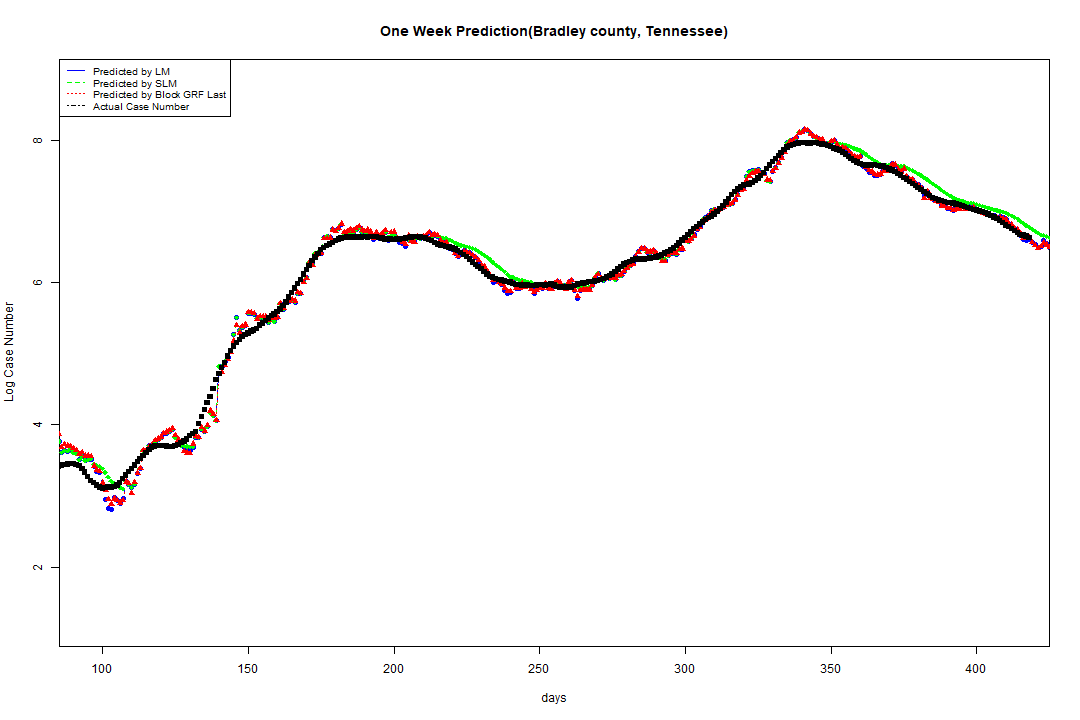 One Week Prediction(Bradley county, Tennessee)
Predicted by LM
Predicted by SLM
Predicted by Block GRF Last
Actual Case Number
8
6
4
2
Log Case Number
100 150 200 250 300 350 400
days